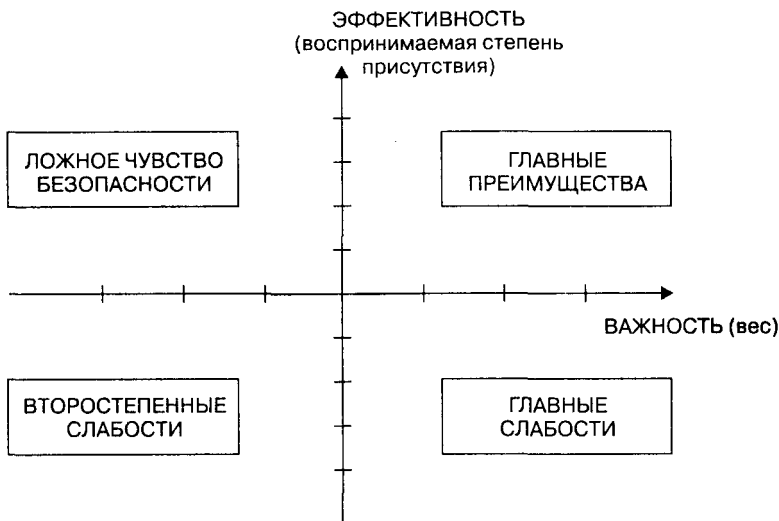 ЭФФЕКТИВНОСТЬ
(воспринимаемая степень
присутствия)
ЛОЖНОЕ ЧУВСТВО
БЕЗОПАСНОСТИ
ГЛАВНЫЕ
ПРЕИМУЩЕСТВА
ВАЖНОСТЬ (вес)
ВТОРОСТЕПЕННЫЕ
СЛАБОСТИ
ГЛАВНЫЕ
СЛАБОСТИ